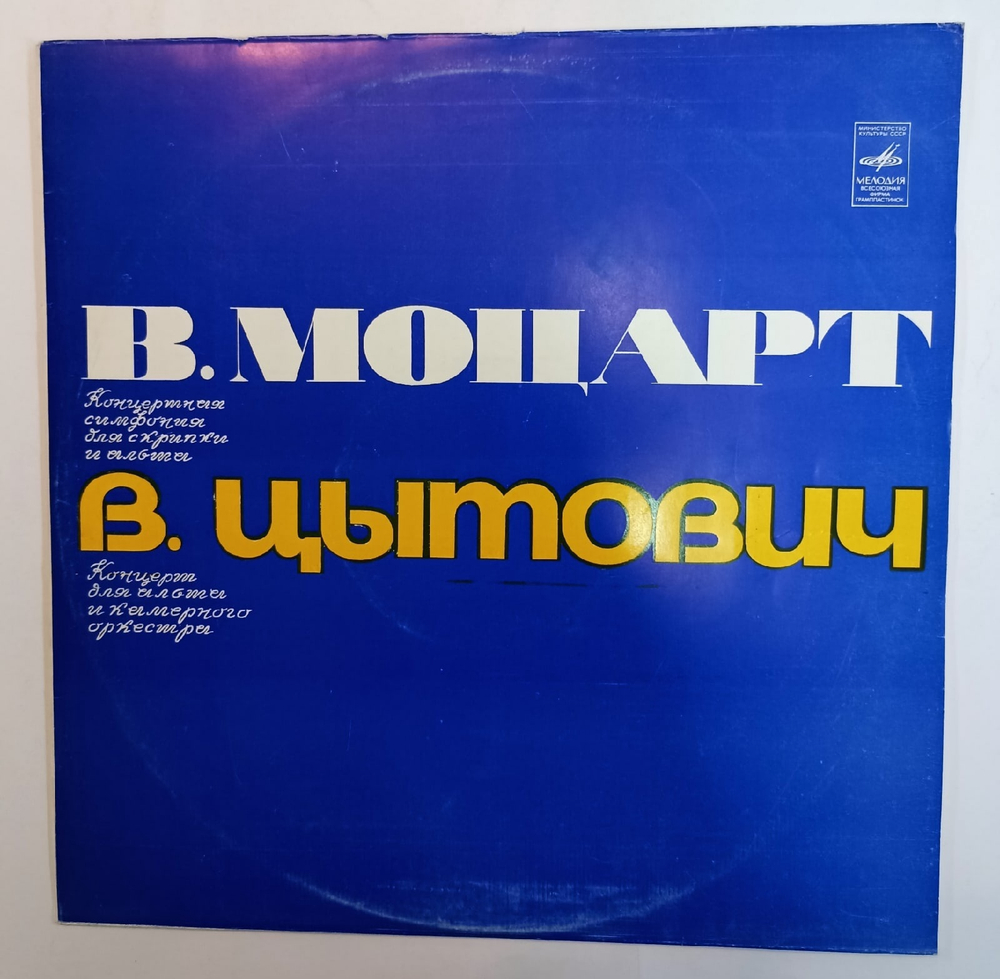 МИНИСТЕРСТВО
КУЛЬТУРЫ СССР
МЕЛОДИЯ
ВСЕСОЮЗНАЯ
ФИРМА
ГРАМПЛАСТИНОК
В. МОЦАРТ
Концертная
симфония
для скрипки
и альта
В. ЦЫТОВИЧ
Концерт
для альта
и камерного
оркестра